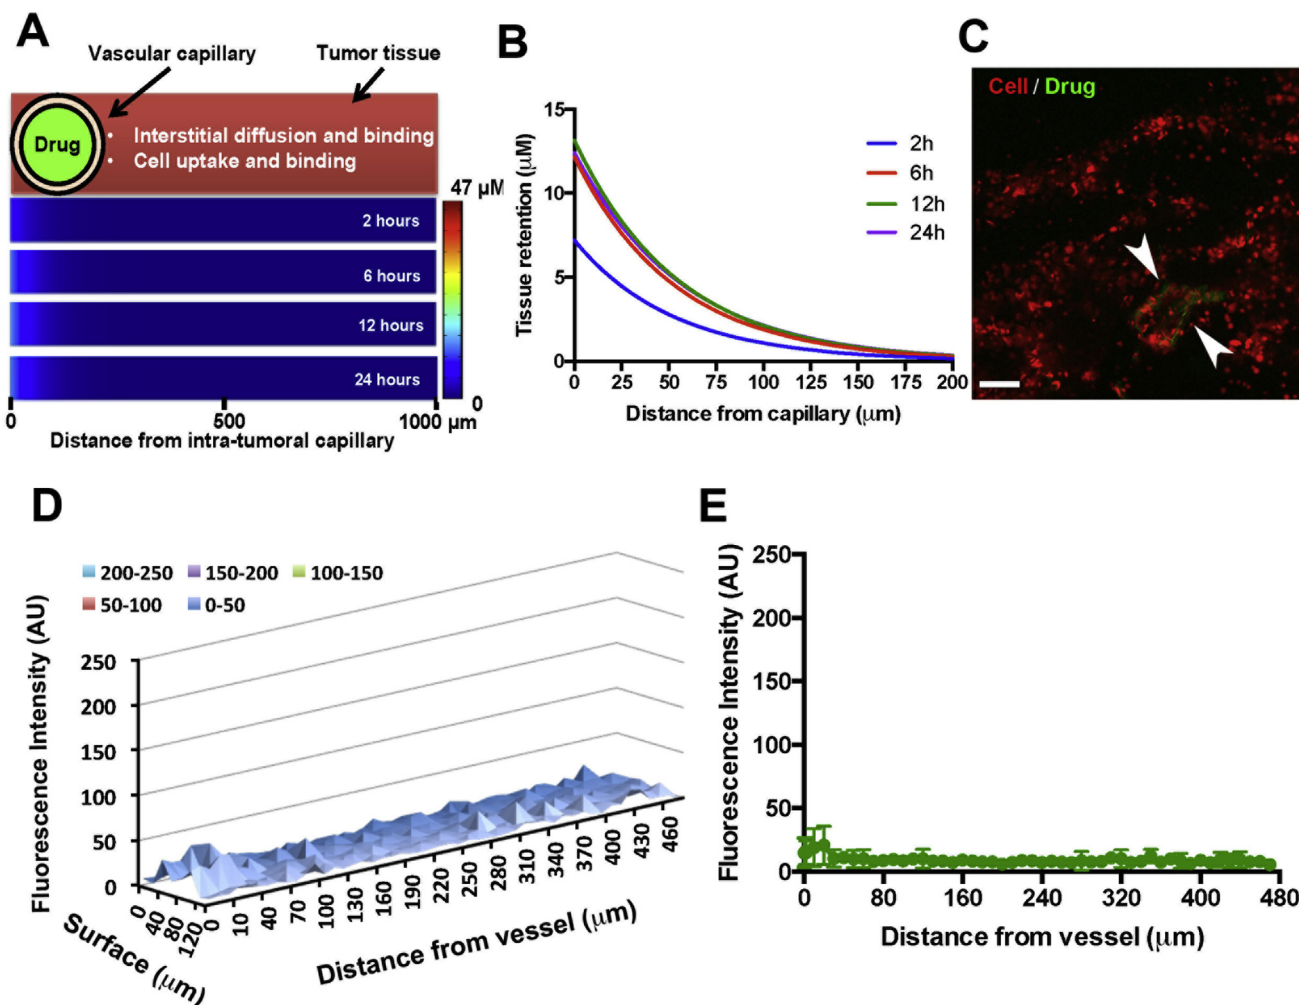 A
Vascular capillary
Tumor tissue
Drug
• Interstitial diffusion and binding
• Cell uptake and binding
47 µM
2 hours
6 hours
12 hours
24 hours
0
0 500 1000 µm
Distance from intra-tumoral capillary
B
Tissue retention (µM)
15
10
5
0
2h
6h
12h
24h
0 25 50 75 100 125 150 175 200
Distance from capillary (µm)
C
Cell / Drug
D
200-250 150-200 100-150
50-100 0-50
Fluorescence Intensity (AU)
250
200
150
100
50
0
0 40 80 120
Surface (µm)
0 10 40 70 100 130 160 190 220 250 280 310 340 370 400 430 460
Distance from vessel (µm)
E
Fluorescence Intensity (AU)
250
200
150
100
50
0
0 80 160 240 320 400 480
Distance from vessel (µm)